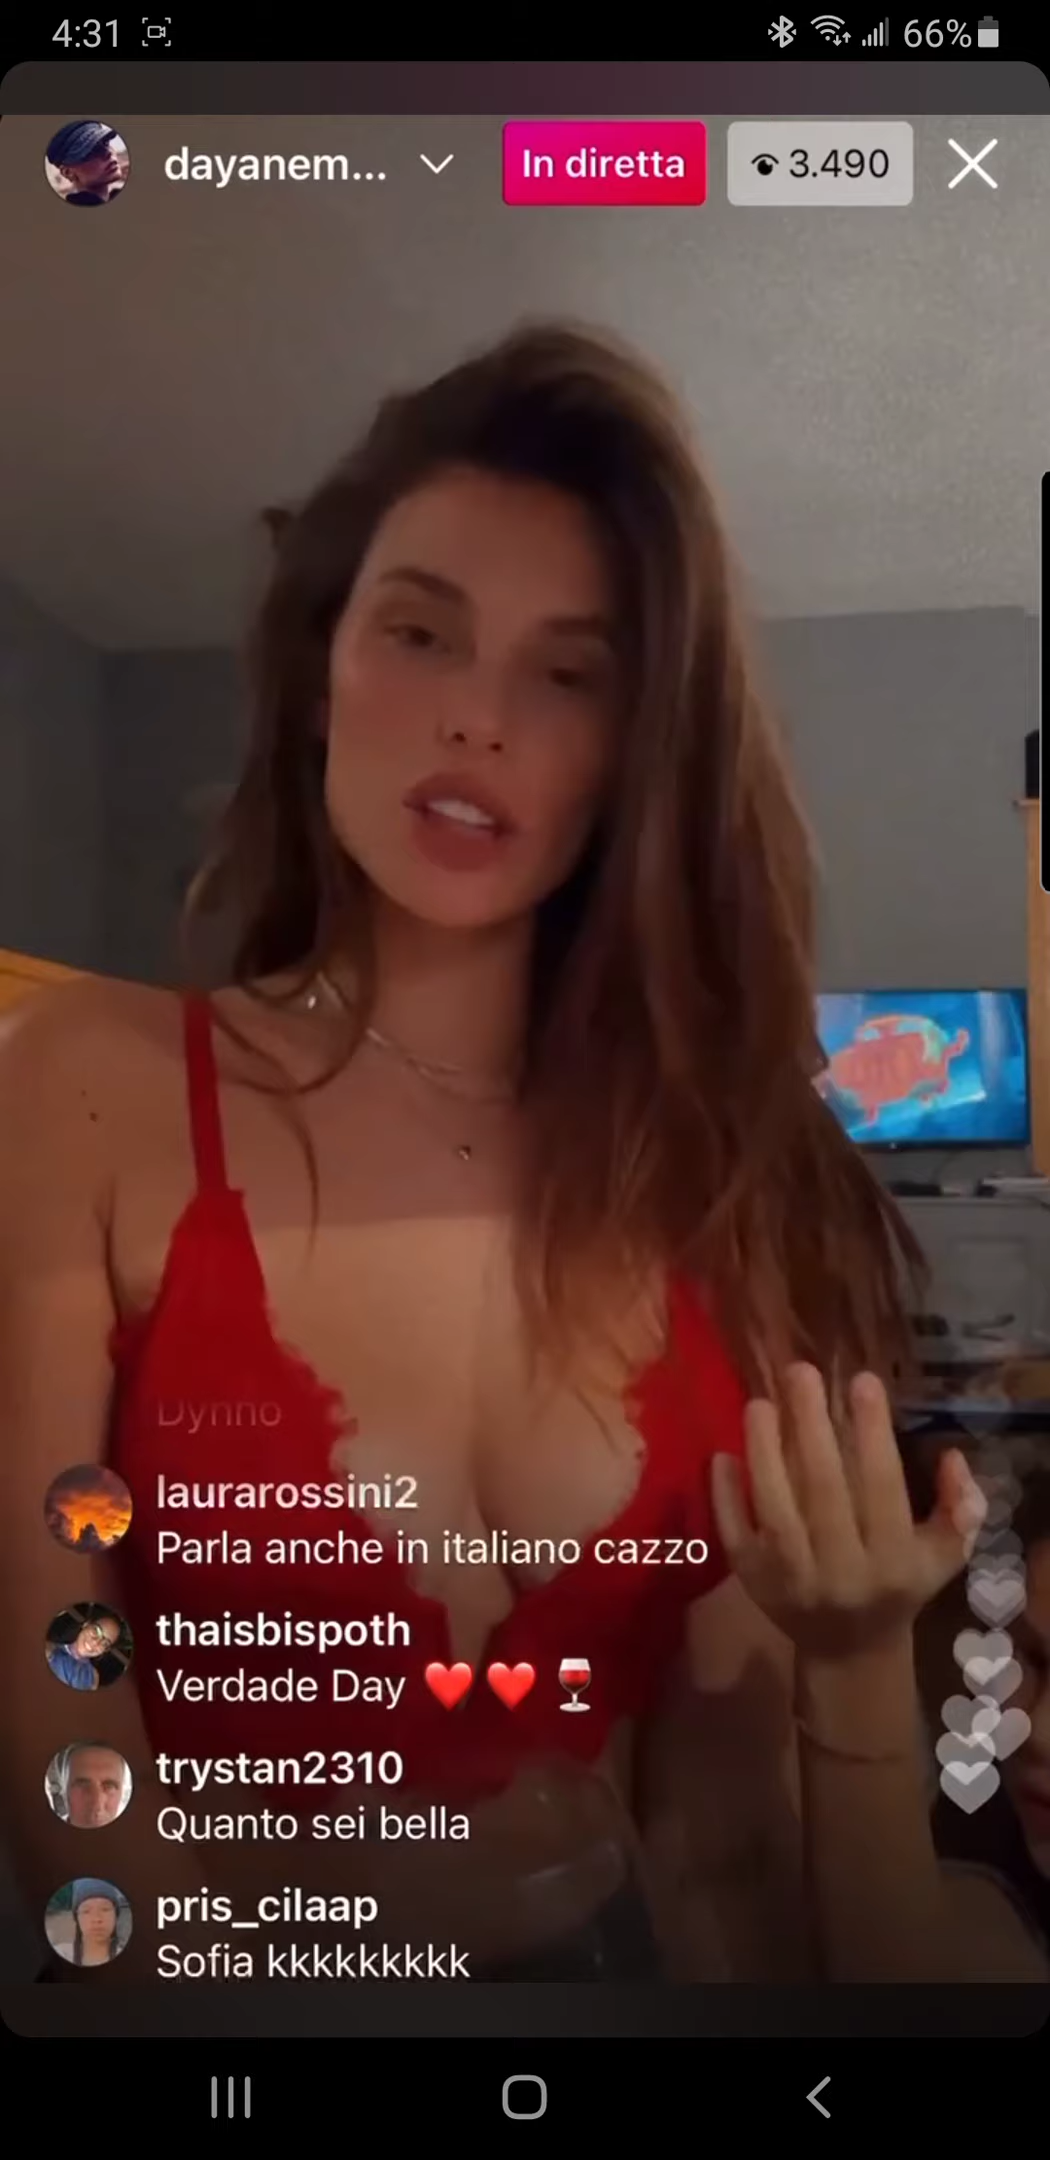 4:31
66%
dayanem...
In diretta
3.490
Dynno
laurarossini2
Parla anche in italiano cazzo
thaisbispoth
Verdade Day ❤️ ❤️ 🍷
trystan2310
Quanto sei bella
pris_cilaap
Sofia kkkkkkkkk